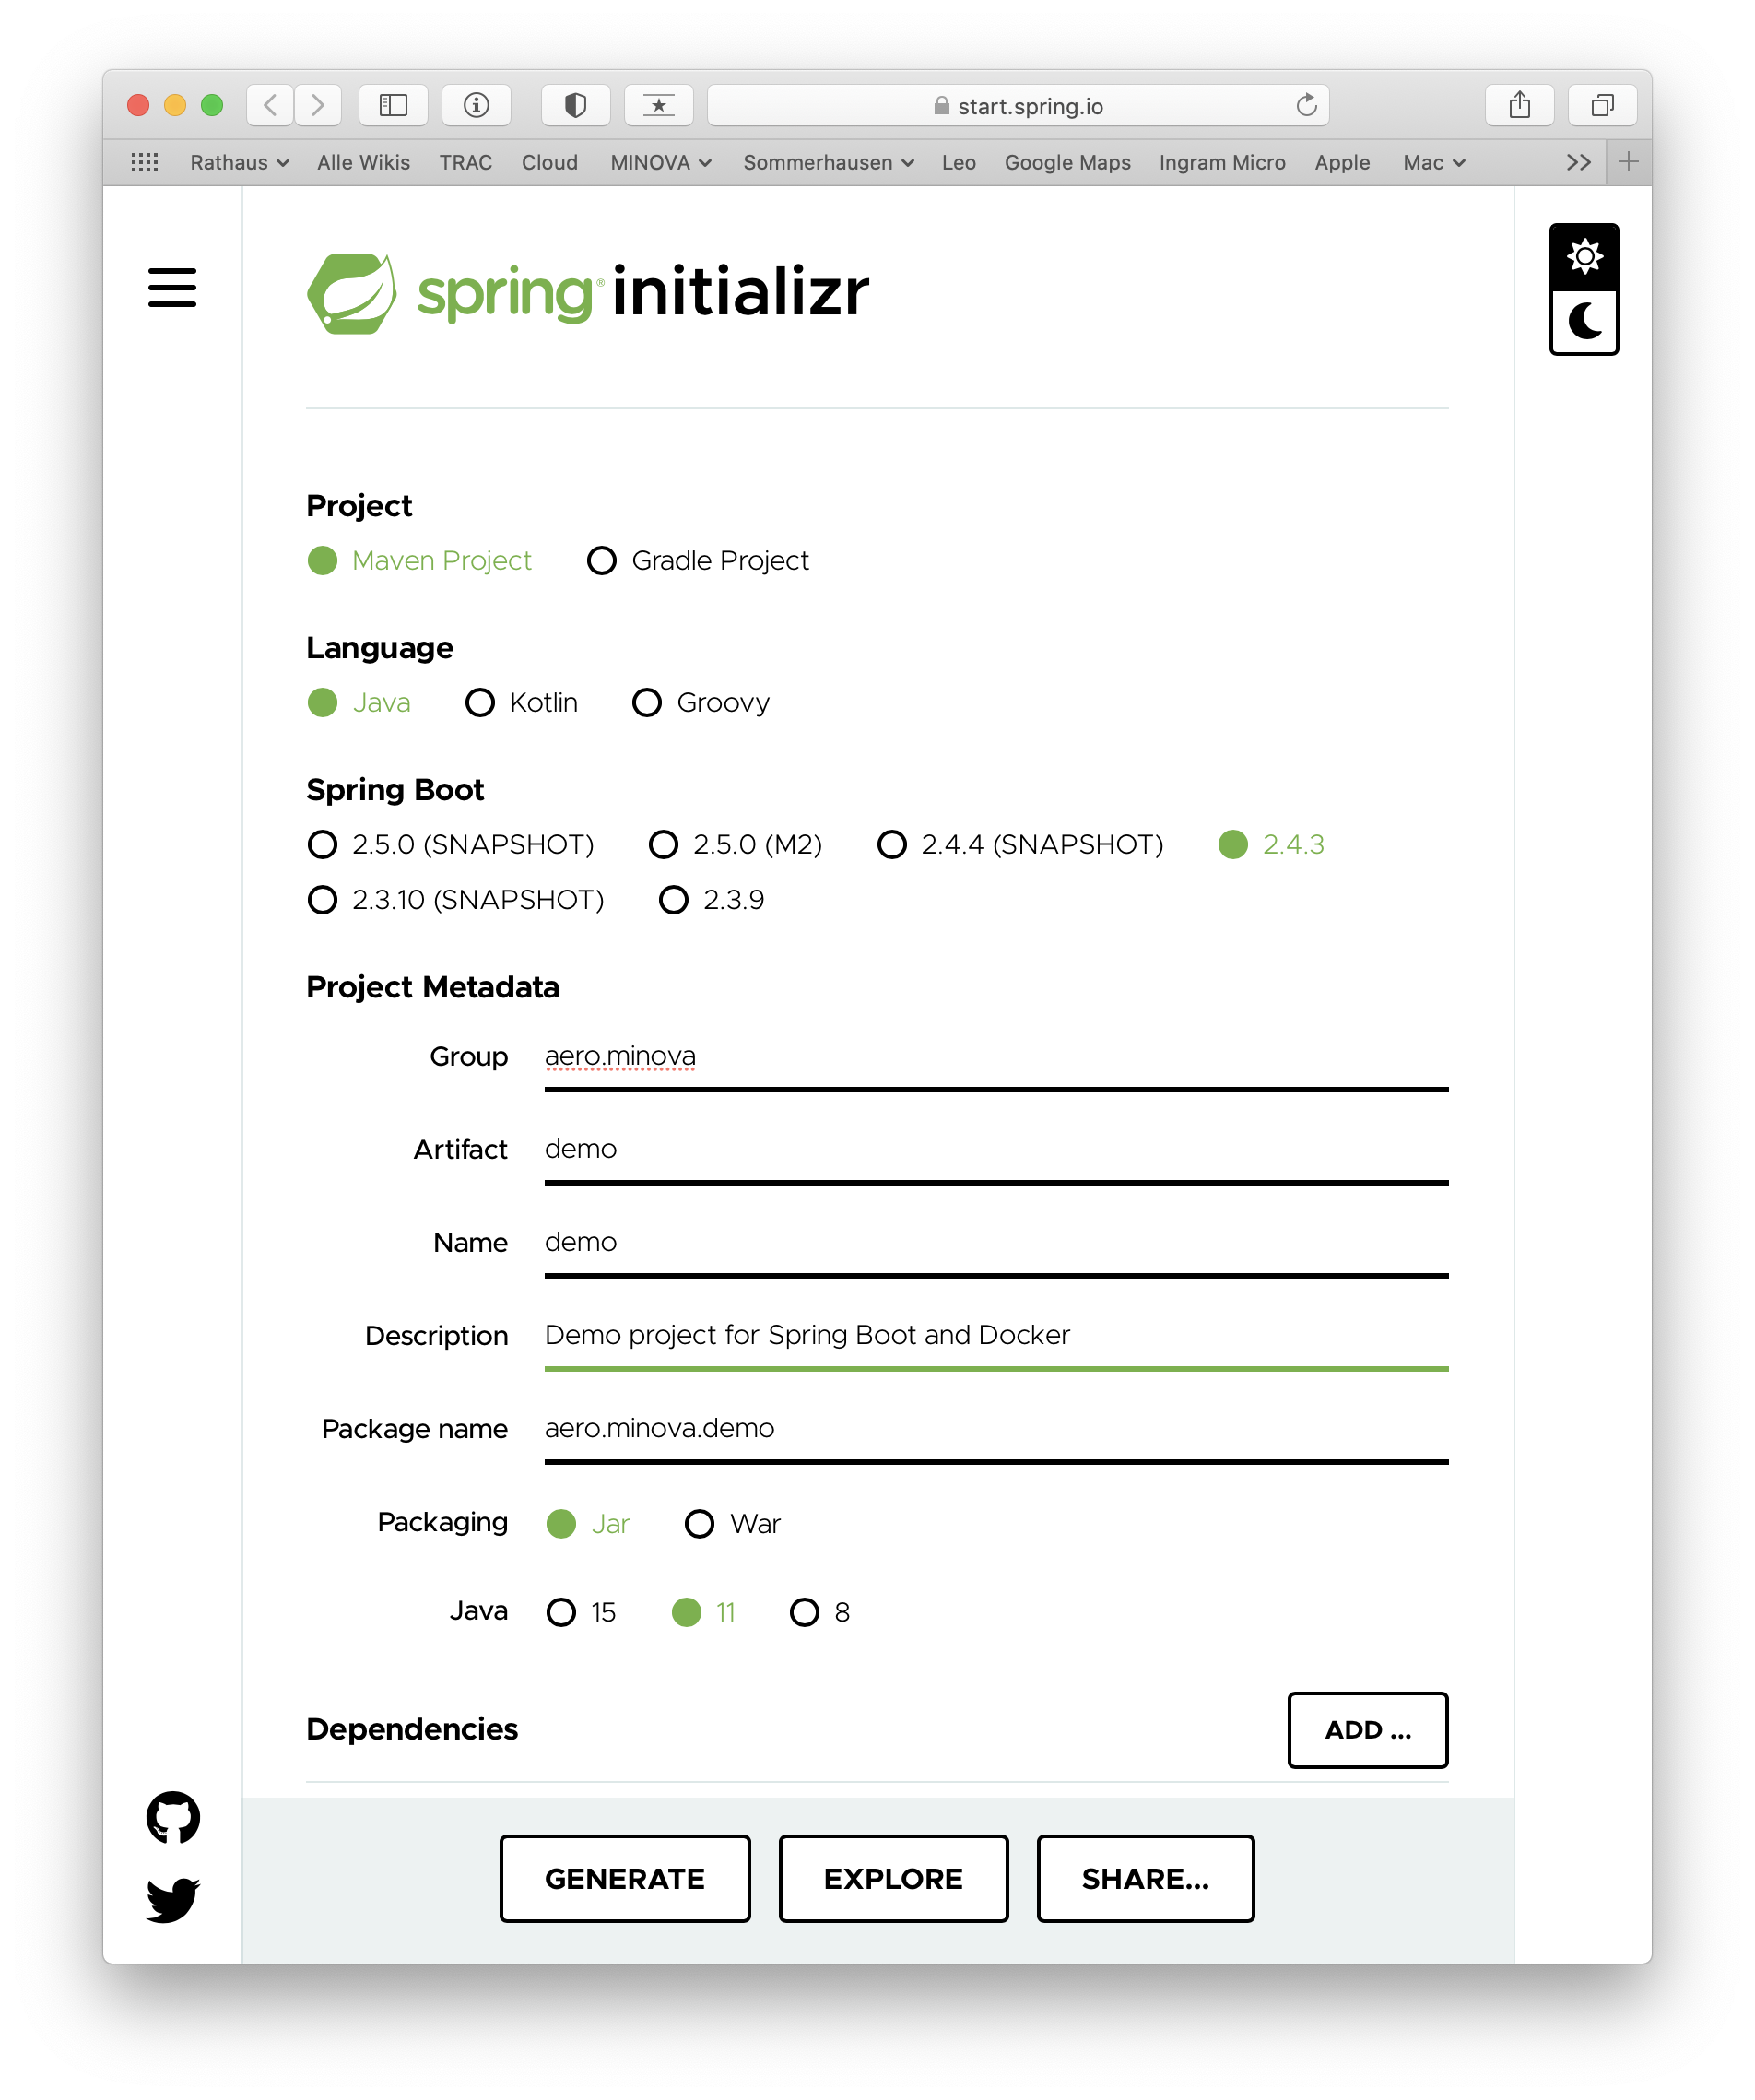 start.spring.io
Rathaus Alle Wikis TRAC Cloud MINOVA Sommerhausen Leo Google Maps Ingram Micro Apple Mac
spring® initializr
Project
Maven Project Gradle Project
Language
Java Kotlin Groovy
Spring Boot
2.5.0 (SNAPSHOT) 2.5.0 (M2) 2.4.4 (SNAPSHOT) 2.4.3
2.3.10 (SNAPSHOT) 2.3.9
Project Metadata
Group aero.minova
Artifact demo
Name demo
Description Demo project for Spring Boot and Docker
Package name aero.minova.demo
Packaging Jar War
Java 15 11 8
Dependencies ADD ...
GENERATE EXPLORE SHARE...